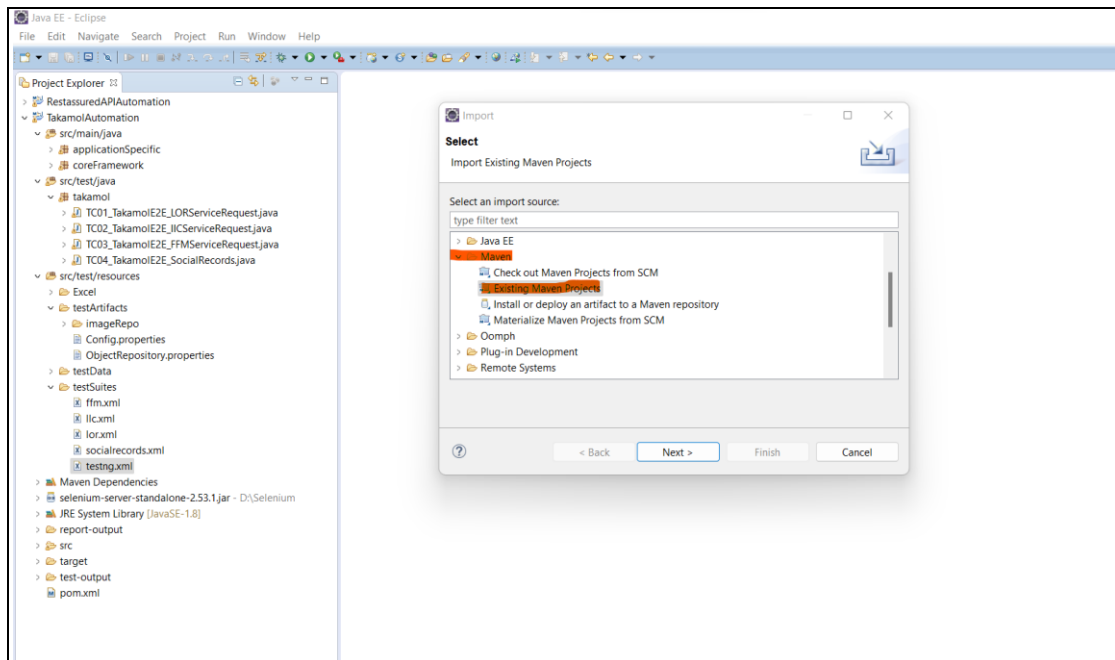 Java EE - Eclipse
File Edit Navigate Search Project Run Window Help
Project Explorer
RestassuredAPIAutomation
TakamolAutomation
src/main/java
applicationSpecific
coreFramework
src/test/java
takamol
TC01_TakamolE2E_LORServiceRequest.java
TC02_TakamolE2E_IICServiceRequest.java
TC03_TakamolE2E_FFMServiceRequest.java
TC04_TakamolE2E_SocialRecords.java
src/test/resources
Excel
testArtifacts
imageRepo
Config.properties
ObjectRepository.properties
testData
testSuites
ffm.xml
llc.xml
lor.xml
socialrecords.xml
testng.xml
Maven Dependencies
selenium-server-standalone-2.53.1.jar - D:\Selenium
JRE System Library [JavaSE-1.8]
report-output
src
target
test-output
pom.xml
Import
Select
Import Existing Maven Projects
Select an import source:
type filter text
Java EE
Maven
Check out Maven Projects from SCM
Existing Maven Projects
Install or deploy an artifact to a Maven repository
Materialize Maven Projects from SCM
Oomph
Plug-in Development
Remote Systems
? < Back Next > Finish Cancel